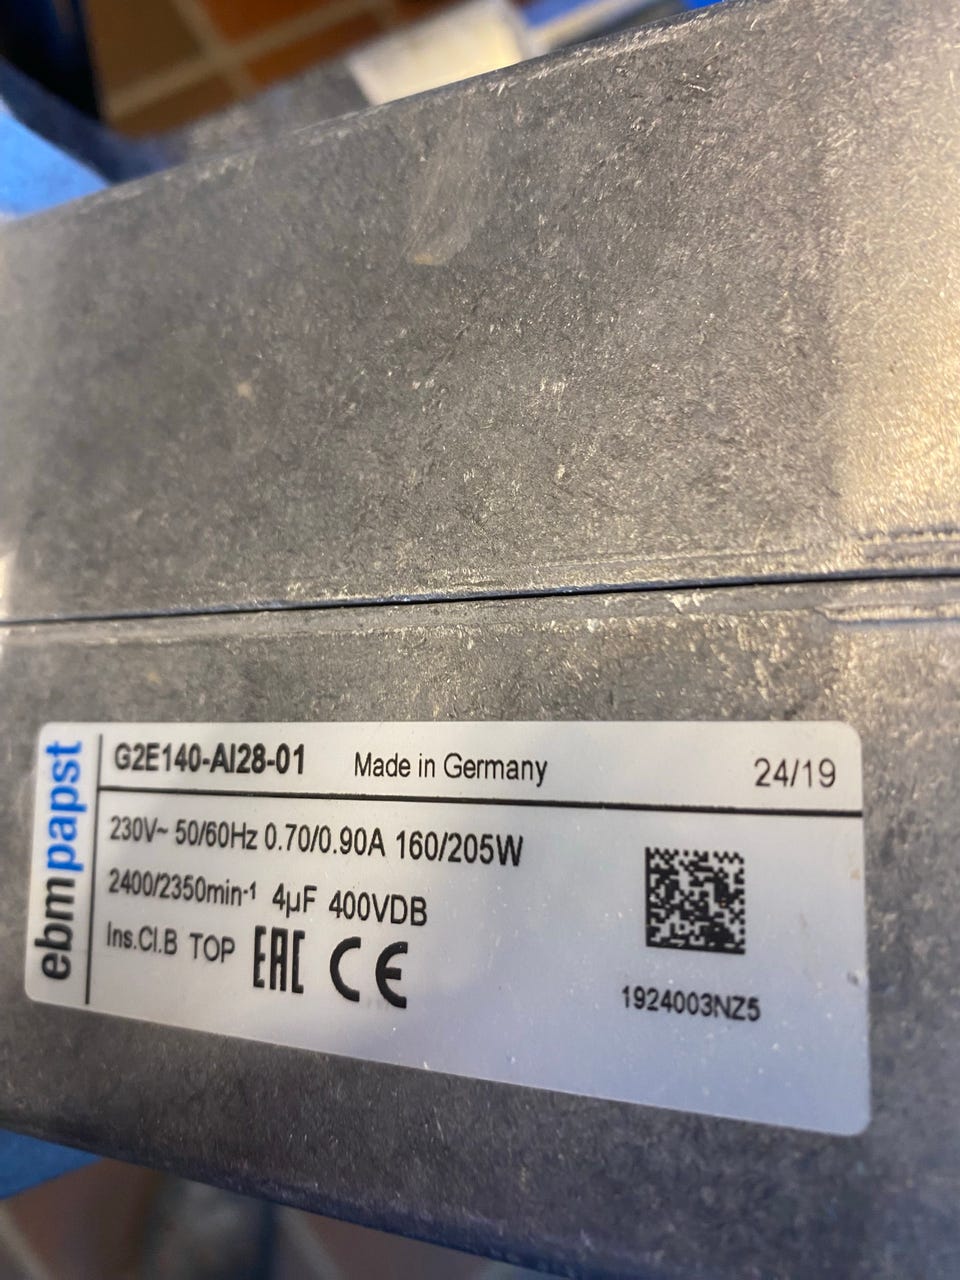 ebmpapst
G2E140-AI28-01 Made in Germany 24/19
230V~ 50/60Hz 0.70/0.90A 160/205W
2400/2350min⁻¹ 4µF 400VDB
Ins.Cl.B TOP EAC CE
1924003NZ5